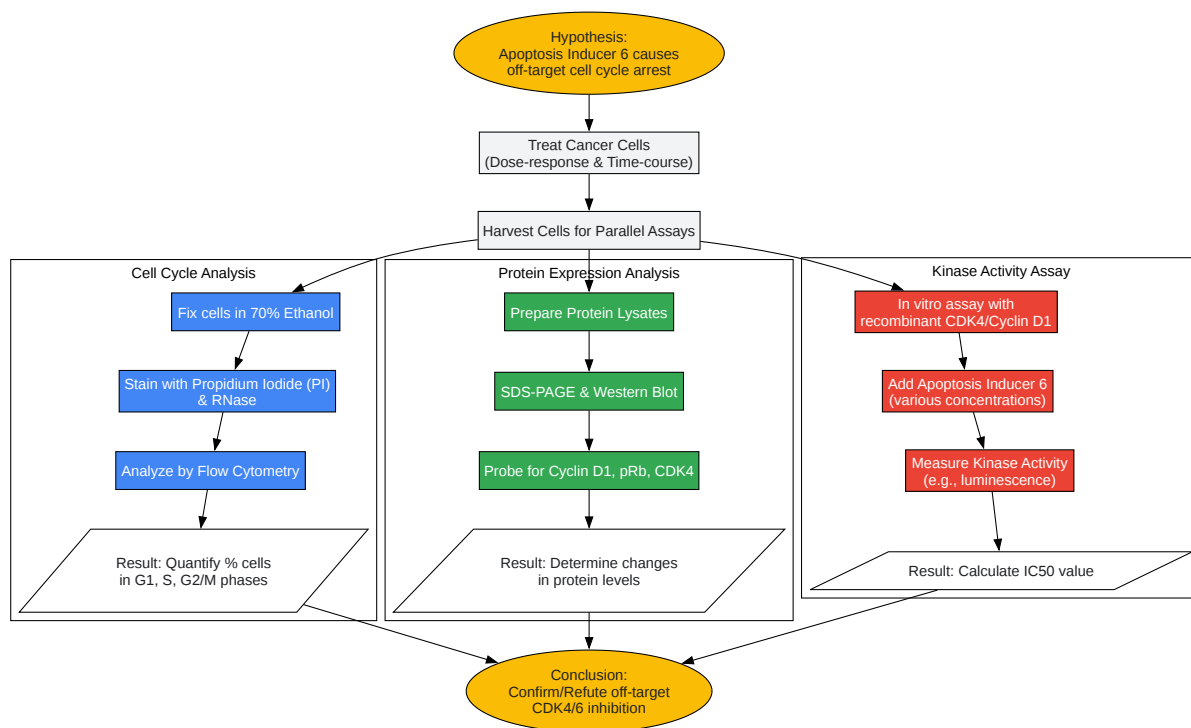 Hypothesis:
Apoptosis Inducer 6 causes
off-target cell cycle arrest
Treat Cancer Cells
(Dose-response & Time-course)
Harvest Cells for Parallel Assays
Cell Cycle Analysis
Fix cells in 70% Ethanol
Stain with Propidium Iodide (PI)
& RNase
Analyze by Flow Cytometry
Result: Quantify % cells
in G1, S, G2/M phases
Protein Expression Analysis
Prepare Protein Lysates
SDS-PAGE & Western Blot
Probe for Cyclin D1, pRb, CDK4
Result: Determine changes
in protein levels
Kinase Activity Assay
In vitro assay with
recombinant CDK4/Cyclin D1
Add Apoptosis Inducer 6
(various concentrations)
Measure Kinase Activity
(e.g., luminescence)
Result: Calculate IC50 value
Conclusion:
Confirm/Refute off-target
CDK4/6 inhibition